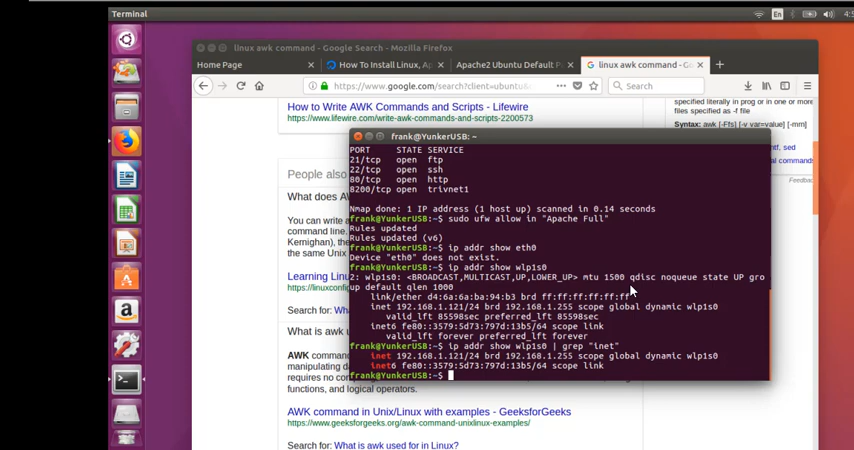 Terminal
En
linux awk command - Google Search - Mozilla Firefox
Home Page
How To Install Linux, Ap
Apache2 Ubuntu Default P
linux awk command - Go
https://www.google.com/search?client=ubuntu&
Search
How to Write AWK Commands and Scripts - Lifewire
https://www.lifewire.com/write-awk-commands-and-scripts-2200573
specified literally in prog or in one or more
files specified as -f file
Syntax: awk [-Ffs] [-v var=value] [-mm]
People also
What does A
You can write a
command line.
Kernighan), the
the same Unix
Learning Linu
https://linuxconfig
Search for:
What is awk u
AWK command
manipulating da
requires no com
functions, and logical operators.
AWK command in Unix/Linux with examples - GeeksforGeeks
https://www.geeksforgeeks.org/awk-command-unixlinux-examples/
Search for: What is awk used for in Linux?
ntf, sed
al commands
Feedba
frank@YunkerUSB: ~
PORT STATE SERVICE
21/tcp open ftp
22/tcp open ssh
80/tcp open http
8200/tcp open trivnet1
Nmap done: 1 IP address (1 host up) scanned in 0.14 seconds
frank@YunkerUSB:~$ sudo ufw allow in "Apache Full"
Rules updated
Rules updated (v6)
frank@YunkerUSB:~$ ip addr show eth0
Device "eth0" does not exist.
frank@YunkerUSB:~$ ip addr show wlp1s0
2: wlp1s0: <BROADCAST,MULTICAST,UP,LOWER_UP> mtu 1500 qdisc noqueue state UP gro
up default qlen 1000
link/ether d4:6a:6a:ba:94:b3 brd ff:ff:ff:ff:ff:ff
inet 192.168.1.121/24 brd 192.168.1.255 scope global dynamic wlp1s0
valid_lft 85598sec preferred_lft 85598sec
inet6 fe80::3579:5d73:797d:13b5/64 scope link
valid_lft forever preferred_lft forever
frank@YunkerUSB:~$ ip addr show wlp1s0 | grep "inet"
inet 192.168.1.121/24 brd 192.168.1.255 scope global dynamic wlp1s0
inet6 fe80::3579:5d73:797d:13b5/64 scope link
frank@YunkerUSB:~$